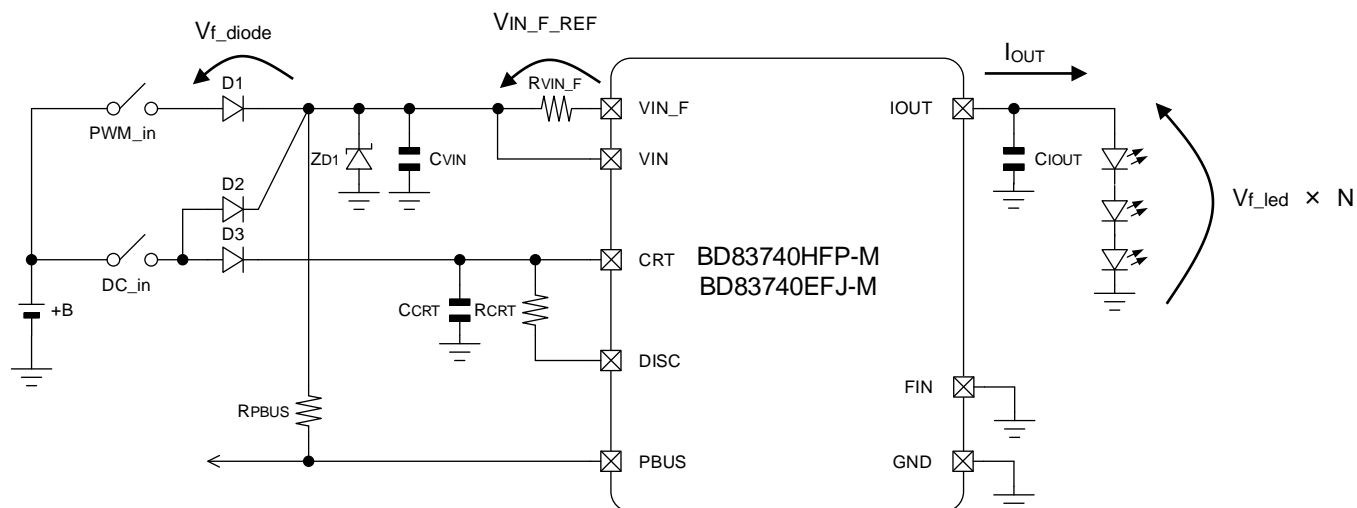 Vf_diode
VIN_F_REF
IOUT
D1
RVIN_F
VIN_F
IOUT
PWM_in
ZD1
CVIN
VIN
CIOUT
D2
Vf_led × N
D3
CRT
BD83740HFP-M
BD83740EFJ-M
DC_in
+B
CCRT
RCRT
DISC
FIN
RPBUS
PBUS
GND